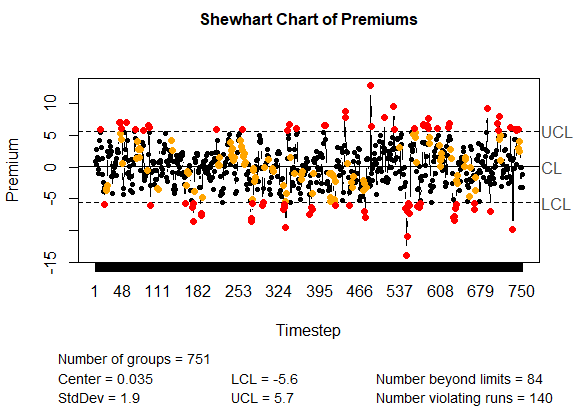 Shewhart Chart of Premiums
Premium
10
5
0
-5
-15
UCL
CL
LCL
1 48 111 182 253 324 395 466 537 608 679 750
Timestep
Number of groups = 751
Center = 0.035 LCL = -5.6 Number beyond limits = 84
StdDev = 1.9 UCL = 5.7 Number violating runs = 140